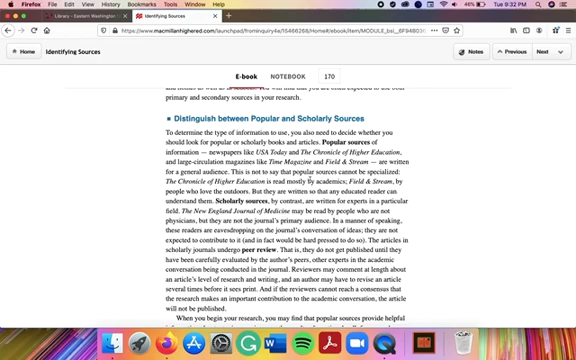 Firefox File Edit View History Bookmarks Tools Window Help
Tue 9:32 PM
Library - Eastern Washington
Identifying Sources
Home
Identifying Sources
Notes
Previous
Next
E-book
NOTEBOOK
170
primary and secondary sources in your research.
Distinguish between Popular and Scholarly Sources
To determine the type of information to use, you also need to decide whether you
should look for popular or scholarly books and articles. Popular sources of
information — newspapers like USA Today and The Chronicle of Higher Education,
and large-circulation magazines like Time Magazine and Field & Stream — are written
for a general audience. This is not to say that popular sources cannot be specialized:
The Chronicle of Higher Education is read mostly by academics; Field & Stream, by
people who love the outdoors. But they are written so that any educated reader can
understand them. Scholarly sources, by contrast, are written for experts in a particular
field. The New England Journal of Medicine may be read by people who are not
physicians, but they are not the journal's primary audience. In a manner of speaking,
these readers are eavesdropping on the journal's conversation of ideas; they are not
expected to contribute to it (and in fact would be hard pressed to do so). The articles in
scholarly journals undergo peer review. That is, they do not get published until they
have been carefully evaluated by the author's peers, other experts in the academic
conversation being conducted in the journal. Reviewers may comment at length about
an article's level of research and writing, and an author may have to revise an article
several times before it sees print. And if the reviewers cannot reach a consensus that
the research makes an important contribution to the academic conversation, the article
will not be published.
When you begin your research, you may find that popular sources provide helpful